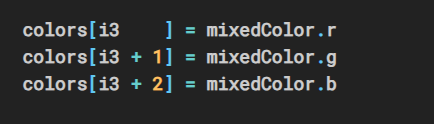 colors[i3    ] = mixedColor.r
colors[i3 + 1] = mixedColor.g
colors[i3 + 2] = mixedColor.b